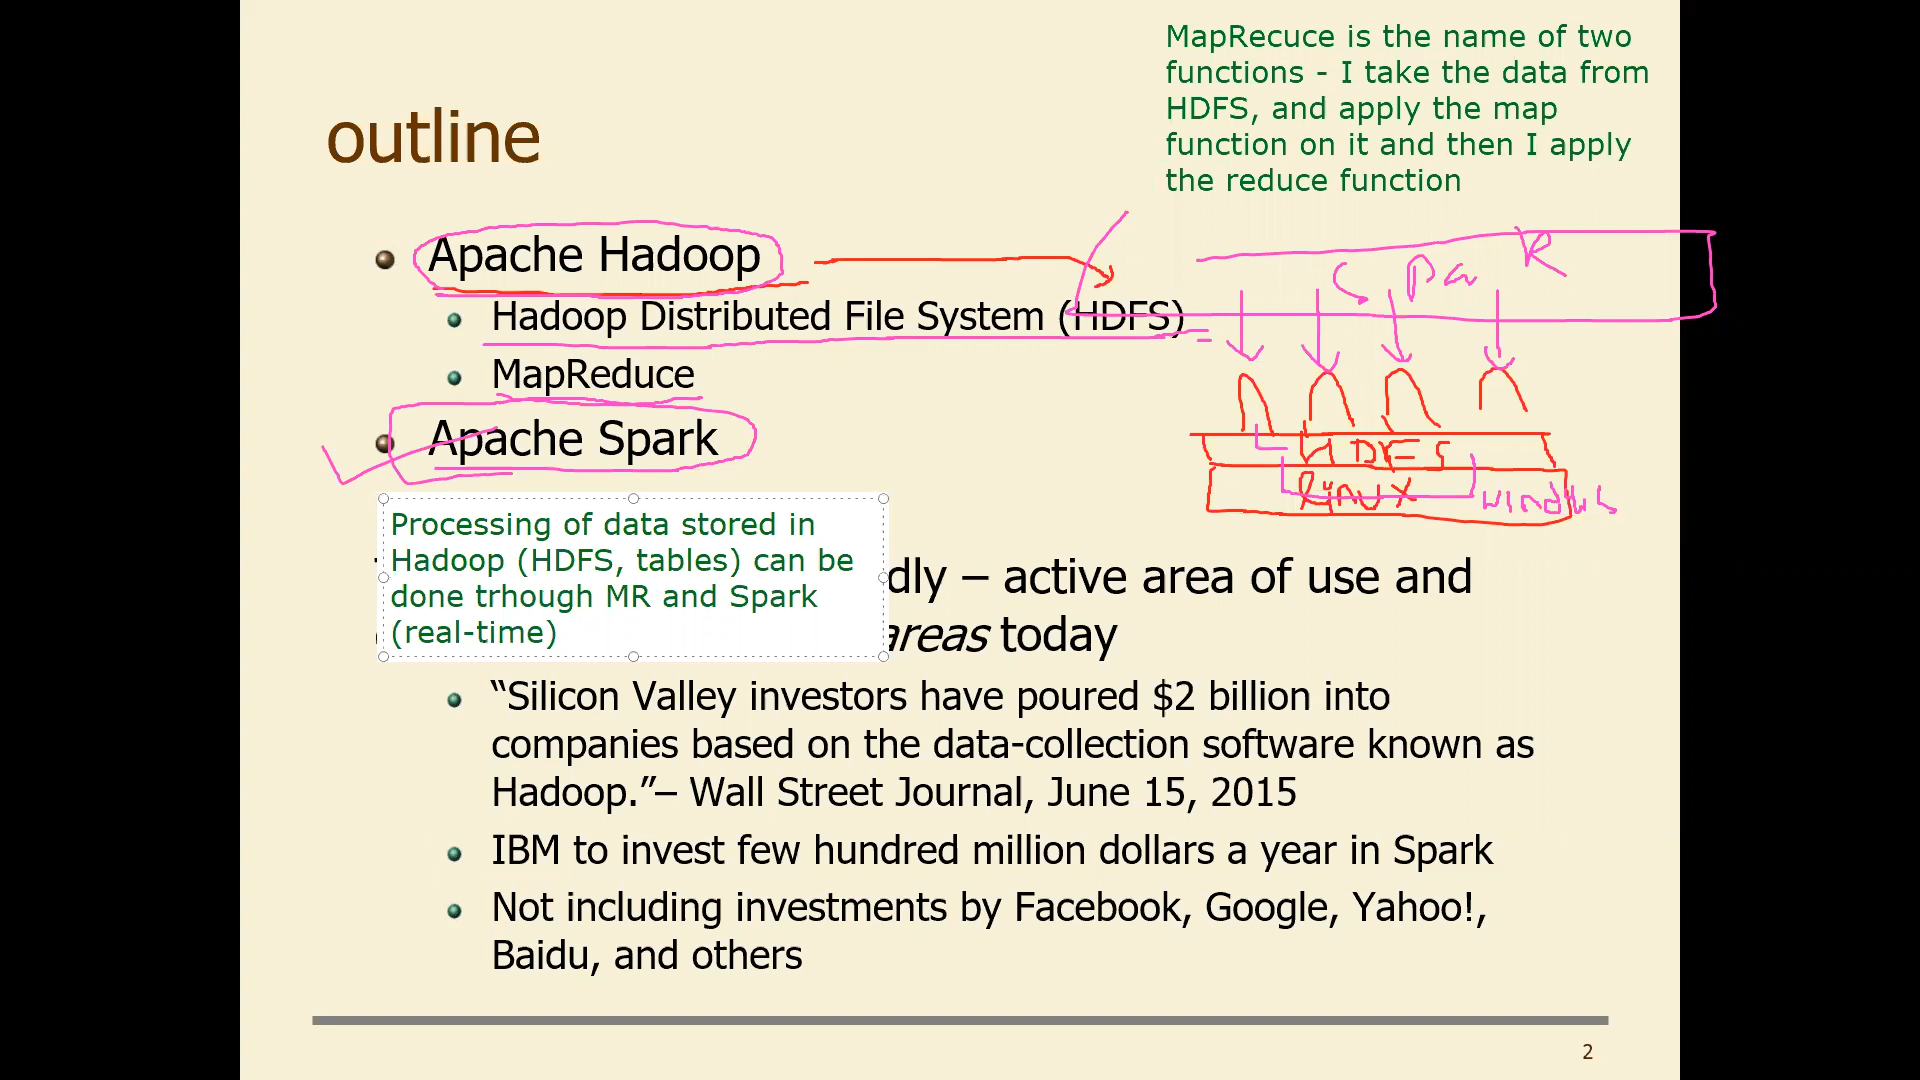 MapRecuce is the name of two
functions - I take the data from
HDFS, and apply the map
function on it and then I apply
the reduce function
outline
Apache Hadoop
Hadoop Distributed File System (HDFS)
MapReduce
Apache Spark
Spark
HDFS
Linux
windows
Processing of data stored in
Hadoop (HDFS, tables) can be
done trhough MR and Spark
(real-time)
dly – active area of use and
areas today
“Silicon Valley investors have poured $2 billion into
companies based on the data-collection software known as
Hadoop.”– Wall Street Journal, June 15, 2015
IBM to invest few hundred million dollars a year in Spark
Not including investments by Facebook, Google, Yahoo!,
Baidu, and others
2